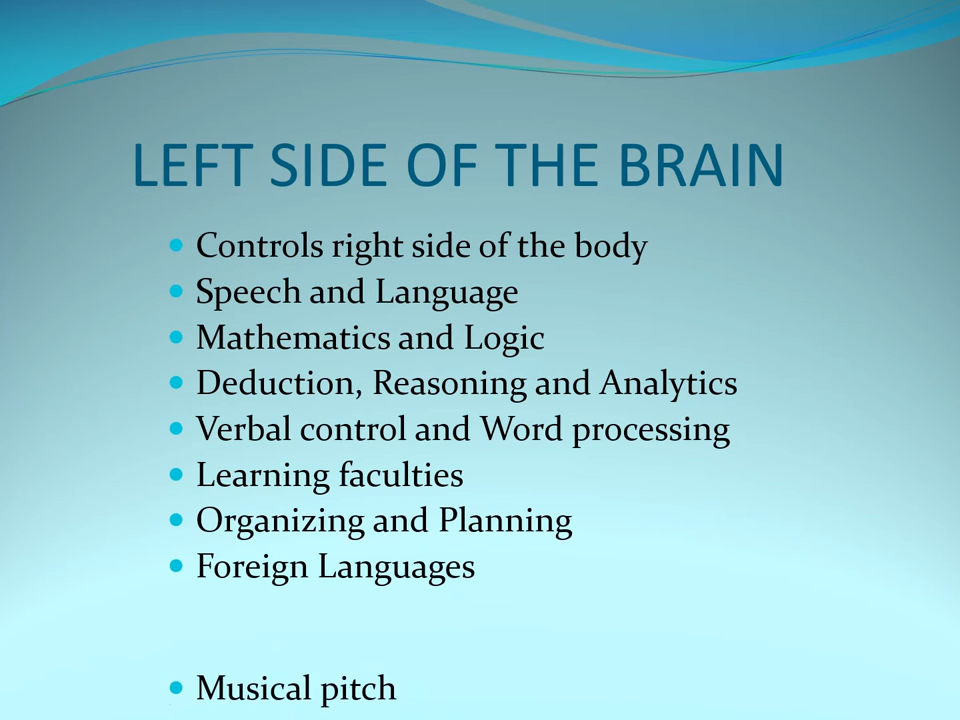 LEFT SIDE OF THE BRAIN
Controls right side of the body
Speech and Language
Mathematics and Logic
Deduction, Reasoning and Analytics
Verbal control and Word processing
Learning faculties
Organizing and Planning
Foreign Languages
Musical pitch